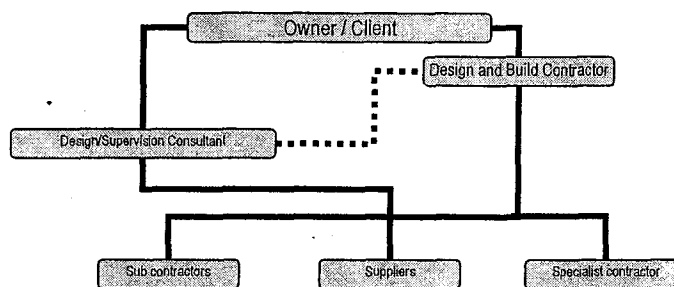 Owner / Client
Design and Build Contractor
Design/Supervision Consultant
Sub contractors
Suppliers
Specialist contractor